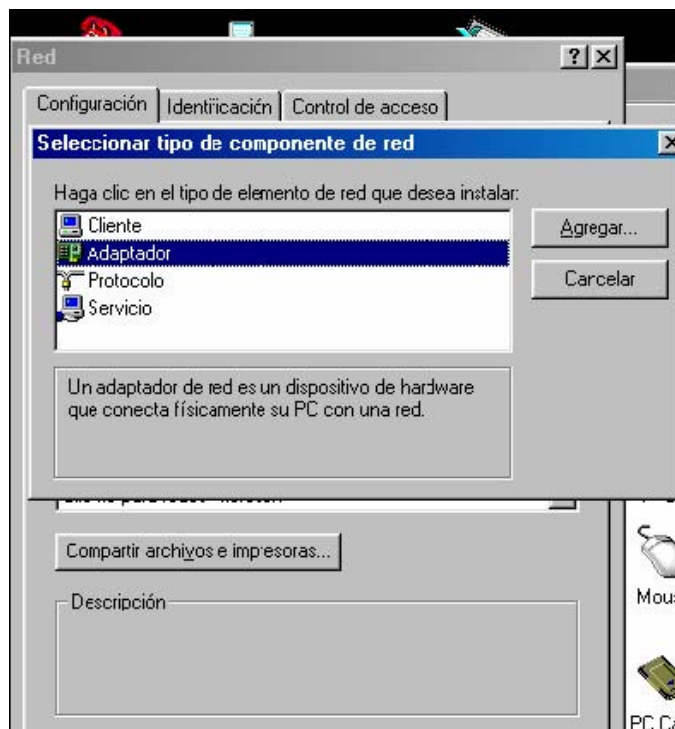 Red
Configuración Identificación Control de acceso
Seleccionar tipo de componente de red
Haga clic en el tipo de elemento de red que desea instalar:
Cliente
Agregar...
Adaptador
Protocolo
Cancelar
Servicio
Un adaptador de red es un dispositivo de hardware
que conecta físicamente su PC con una red.
Compartir archivos e impresoras...
Descripción
Mous
PC Ca